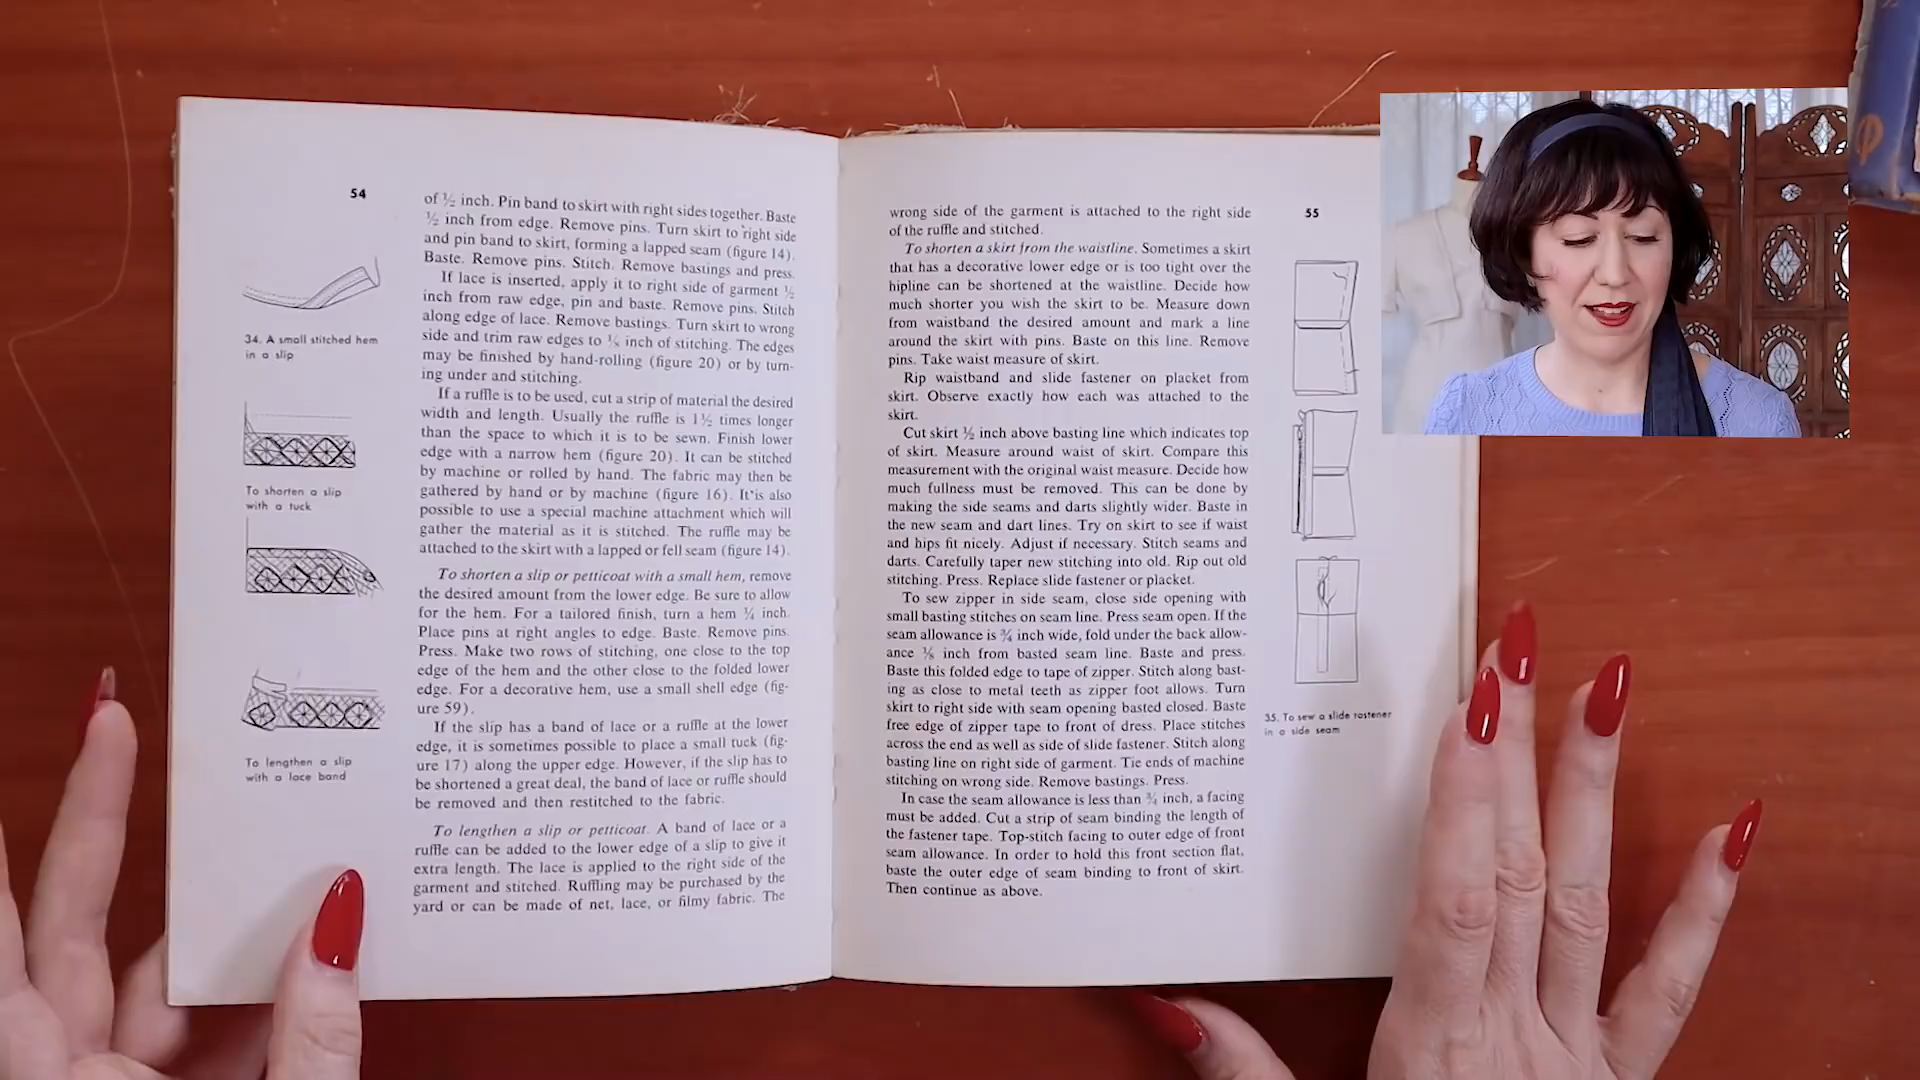 54
of ½ inch. Pin band to skirt with right sides together. Baste
½ inch from edge. Remove pins. Turn skirt to right side
and pin band to skirt, forming a lapped seam (figure 14).
Baste. Remove pins. Stitch. Remove bastings and press.
If lace is inserted, apply it to right side of garment ½
inch from raw edge, pin and baste. Remove pins. Stitch
along edge of lace. Remove bastings. Turn skirt to wrong
side and trim raw edges to ⅛ inch of stitching. The edges
may be finished by hand-rolling (figure 20) or by turn-
ing under and stitching.
If a ruffle is to be used, cut a strip of material the desired
width and length. Usually the ruffle is 1½ times longer
than the space to which it is to be sewn. Finish lower
edge with a narrow hem (figure 20). It can be stitched
by machine or rolled by hand. The fabric may then be
gathered by hand or by machine (figure 16). It is also
possible to use a special machine attachment which will
gather the material as it is stitched. The ruffle may be
attached to the skirt with a lapped or fell seam (figure 14).
To shorten a slip or petticoat with a small hem, remove
the desired amount from the lower edge. Be sure to allow
for the hem. For a tailored finish, turn a hem ¼ inch.
Place pins at right angles to edge. Baste. Remove pins.
Press. Make two rows of stitching, one close to the top
edge of the hem and the other close to the folded lower
edge. For a decorative hem, use a small shell edge (fig-
ure 59).
If the slip has a band of lace or a ruffle at the lower
edge, it is sometimes possible to place a small tuck (fig-
ure 17) along the upper edge. However, if the slip has to
be shortened a great deal, the band of lace or ruffle should
be removed and then restitched to the fabric.
To lengthen a slip or petticoat. A band of lace or a
ruffle can be added to the lower edge of a slip to give it
extra length. The lace is applied to the right side of the
garment and stitched. Ruffling may be purchased by the
yard or can be made of net, lace, or filmy fabric. The
34. A small stitched hem
in a slip
To shorten a slip
with a tuck
To lengthen a slip
with a lace band
55
wrong side of the garment is attached to the right side
of the ruffle and stitched.
To shorten a skirt from the waistline. Sometimes a skirt
that has a decorative lower edge or is too tight over the
hipline can be shortened at the waistline. Decide how
much shorter you wish the skirt to be. Measure down
from waistband the desired amount and mark a line
around the skirt with pins. Baste on this line. Remove
pins. Take waist measure of skirt.
Rip waistband and slide fastener on placket from
skirt. Observe exactly how each was attached to the
skirt.
Cut skirt ½ inch above basting line which indicates top
of skirt. Measure around waist of skirt. Compare this
measurement with the original waist measure. Decide how
much fullness must be removed. This can be done by
making the side seams and darts slightly wider. Baste in
the new seam and dart lines. Try on skirt to see if waist
and hips fit nicely. Adjust if necessary. Stitch seams and
darts. Carefully taper new stitching into old. Rip out old
stitching. Press. Replace slide fastener or placket.
To sew zipper in side seam, close side opening with
small basting stitches on seam line. Press seam open. If the
seam allowance is ¾ inch wide, fold under the back allow-
ance ⅛ inch from basted seam line. Baste and press.
Baste this folded edge to tape of zipper. Stitch along bast-
ing as close to metal teeth as zipper foot allows. Turn
skirt to right side with seam opening basted closed. Baste
free edge of zipper tape to front of dress. Place stitches
across the end as well as side of slide fastener. Stitch along
basting line on right side of garment. Tie ends of machine
stitching on wrong side. Remove bastings. Press.
In case the seam allowance is less than ¾ inch, a facing
must be added. Cut a strip of seam binding the length of
the fastener tape. Top-stitch facing to outer edge of front
seam allowance. In order to hold this front section flat,
baste the outer edge of seam binding to front of skirt.
Then continue as above.
35. To sew a slide fastener
in a side seam